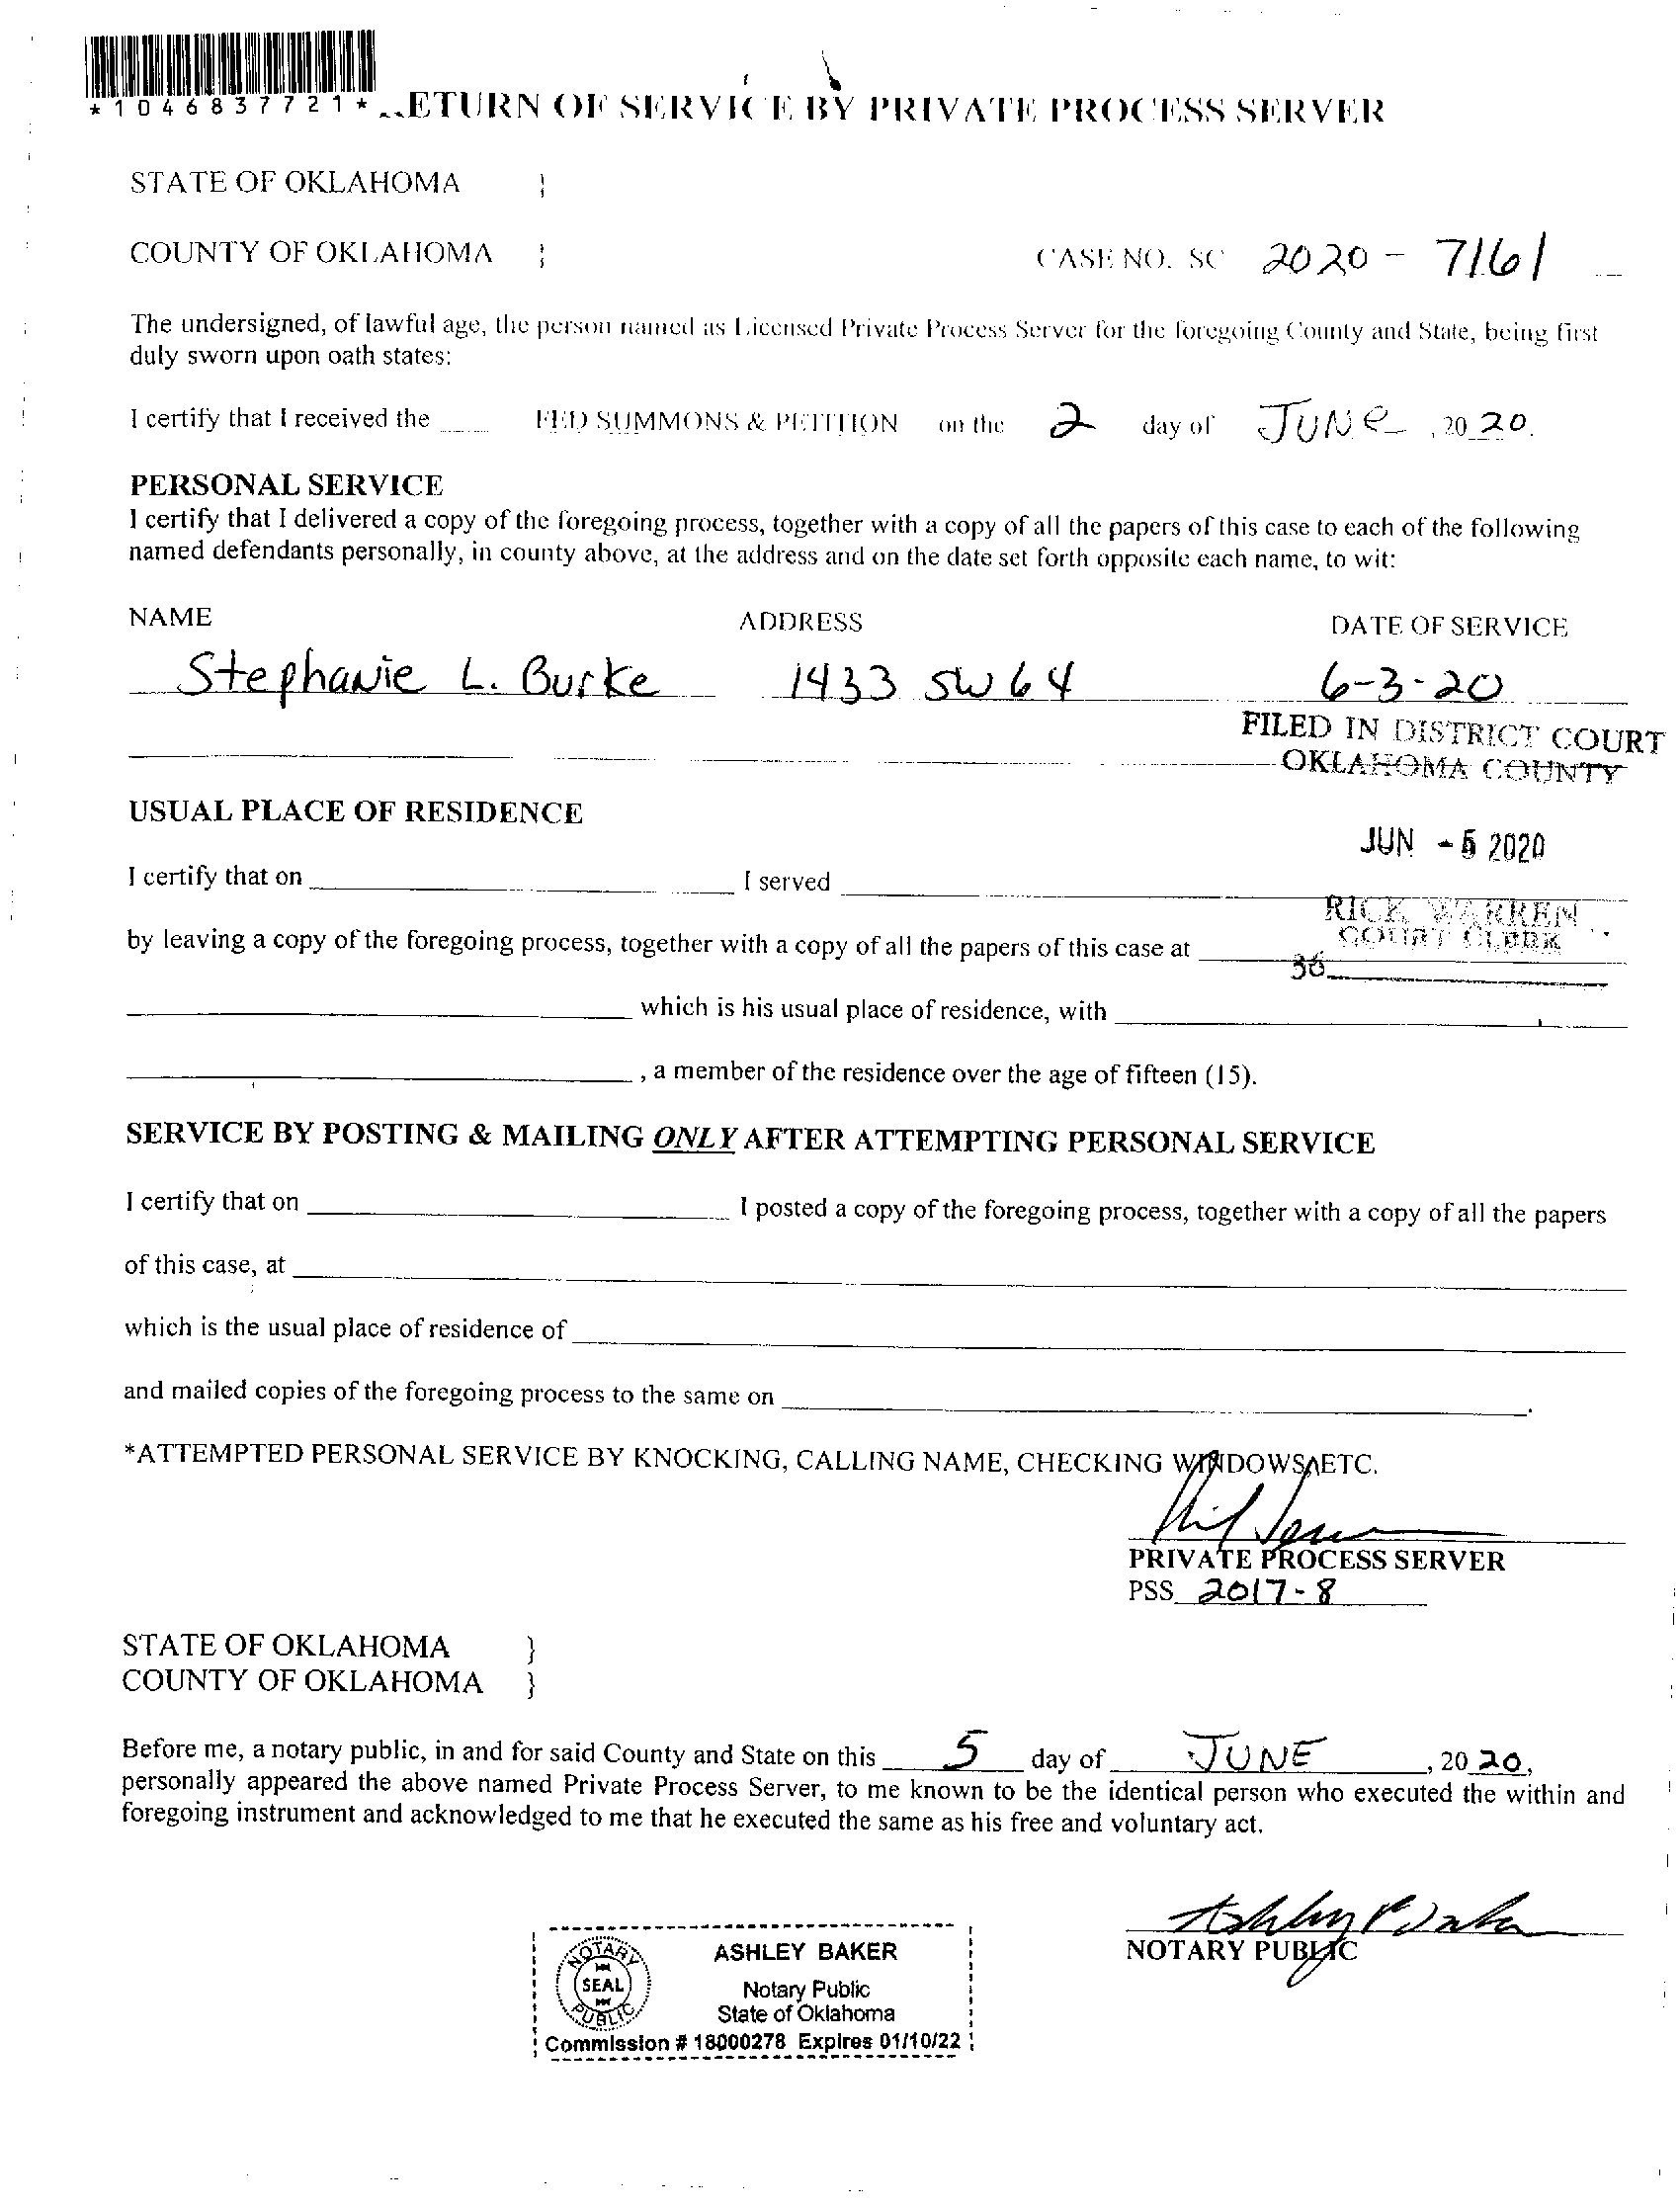 *1046837721* ETURN OF SERVICE BY PRIVATE PROCESS SERVER
STATE OF OKLAHOMA }
COUNTY OF OKLAHOMA } CASE NO. SC 2020 - 7161
The undersigned, of lawful age, the person named as Licensed Private Process Server for the foregoing County and State, being first
duly sworn upon oath states:
I certify that I received the FED SUMMONS & PETITION on the 2 day of JUNE, 2020.
PERSONAL SERVICE
I certify that I delivered a copy of the foregoing process, together with a copy of all the papers of this case to each of the following
named defendants personally, in county above, at the address and on the date set forth opposite each name, to wit:
NAME ADDRESS DATE OF SERVICE
Stephanie L. Burke 1433 SW 64 6-3-20
FILED IN DISTRICT COURT
OKLAHOMA COUNTY
USUAL PLACE OF RESIDENCE
JUN - 5 2020
I certify that on I served
RICK WARREN
COURT CLERK
by leaving a copy of the foregoing process, together with a copy of all the papers of this case at
36
which is his usual place of residence, with
, a member of the residence over the age of fifteen (15).
SERVICE BY POSTING & MAILING ONLY AFTER ATTEMPTING PERSONAL SERVICE
I certify that on I posted a copy of the foregoing process, together with a copy of all the papers
of this case, at
which is the usual place of residence of
and mailed copies of the foregoing process to the same on .
*ATTEMPTED PERSONAL SERVICE BY KNOCKING, CALLING NAME, CHECKING WINDOWS, ETC.
PRIVATE PROCESS SERVER
PSS 2017-8
STATE OF OKLAHOMA }
COUNTY OF OKLAHOMA }
Before me, a notary public, in and for said County and State on this 5 day of JUNE, 2020,
personally appeared the above named Private Process Server, to me known to be the identical person who executed the within and
foregoing instrument and acknowledged to me that he executed the same as his free and voluntary act.
NOTARY PUBLIC
NOTARY
SEAL
PUBLIC
ASHLEY BAKER
Notary Public
State of Oklahoma
Commission # 18000278 Expires 01/10/22